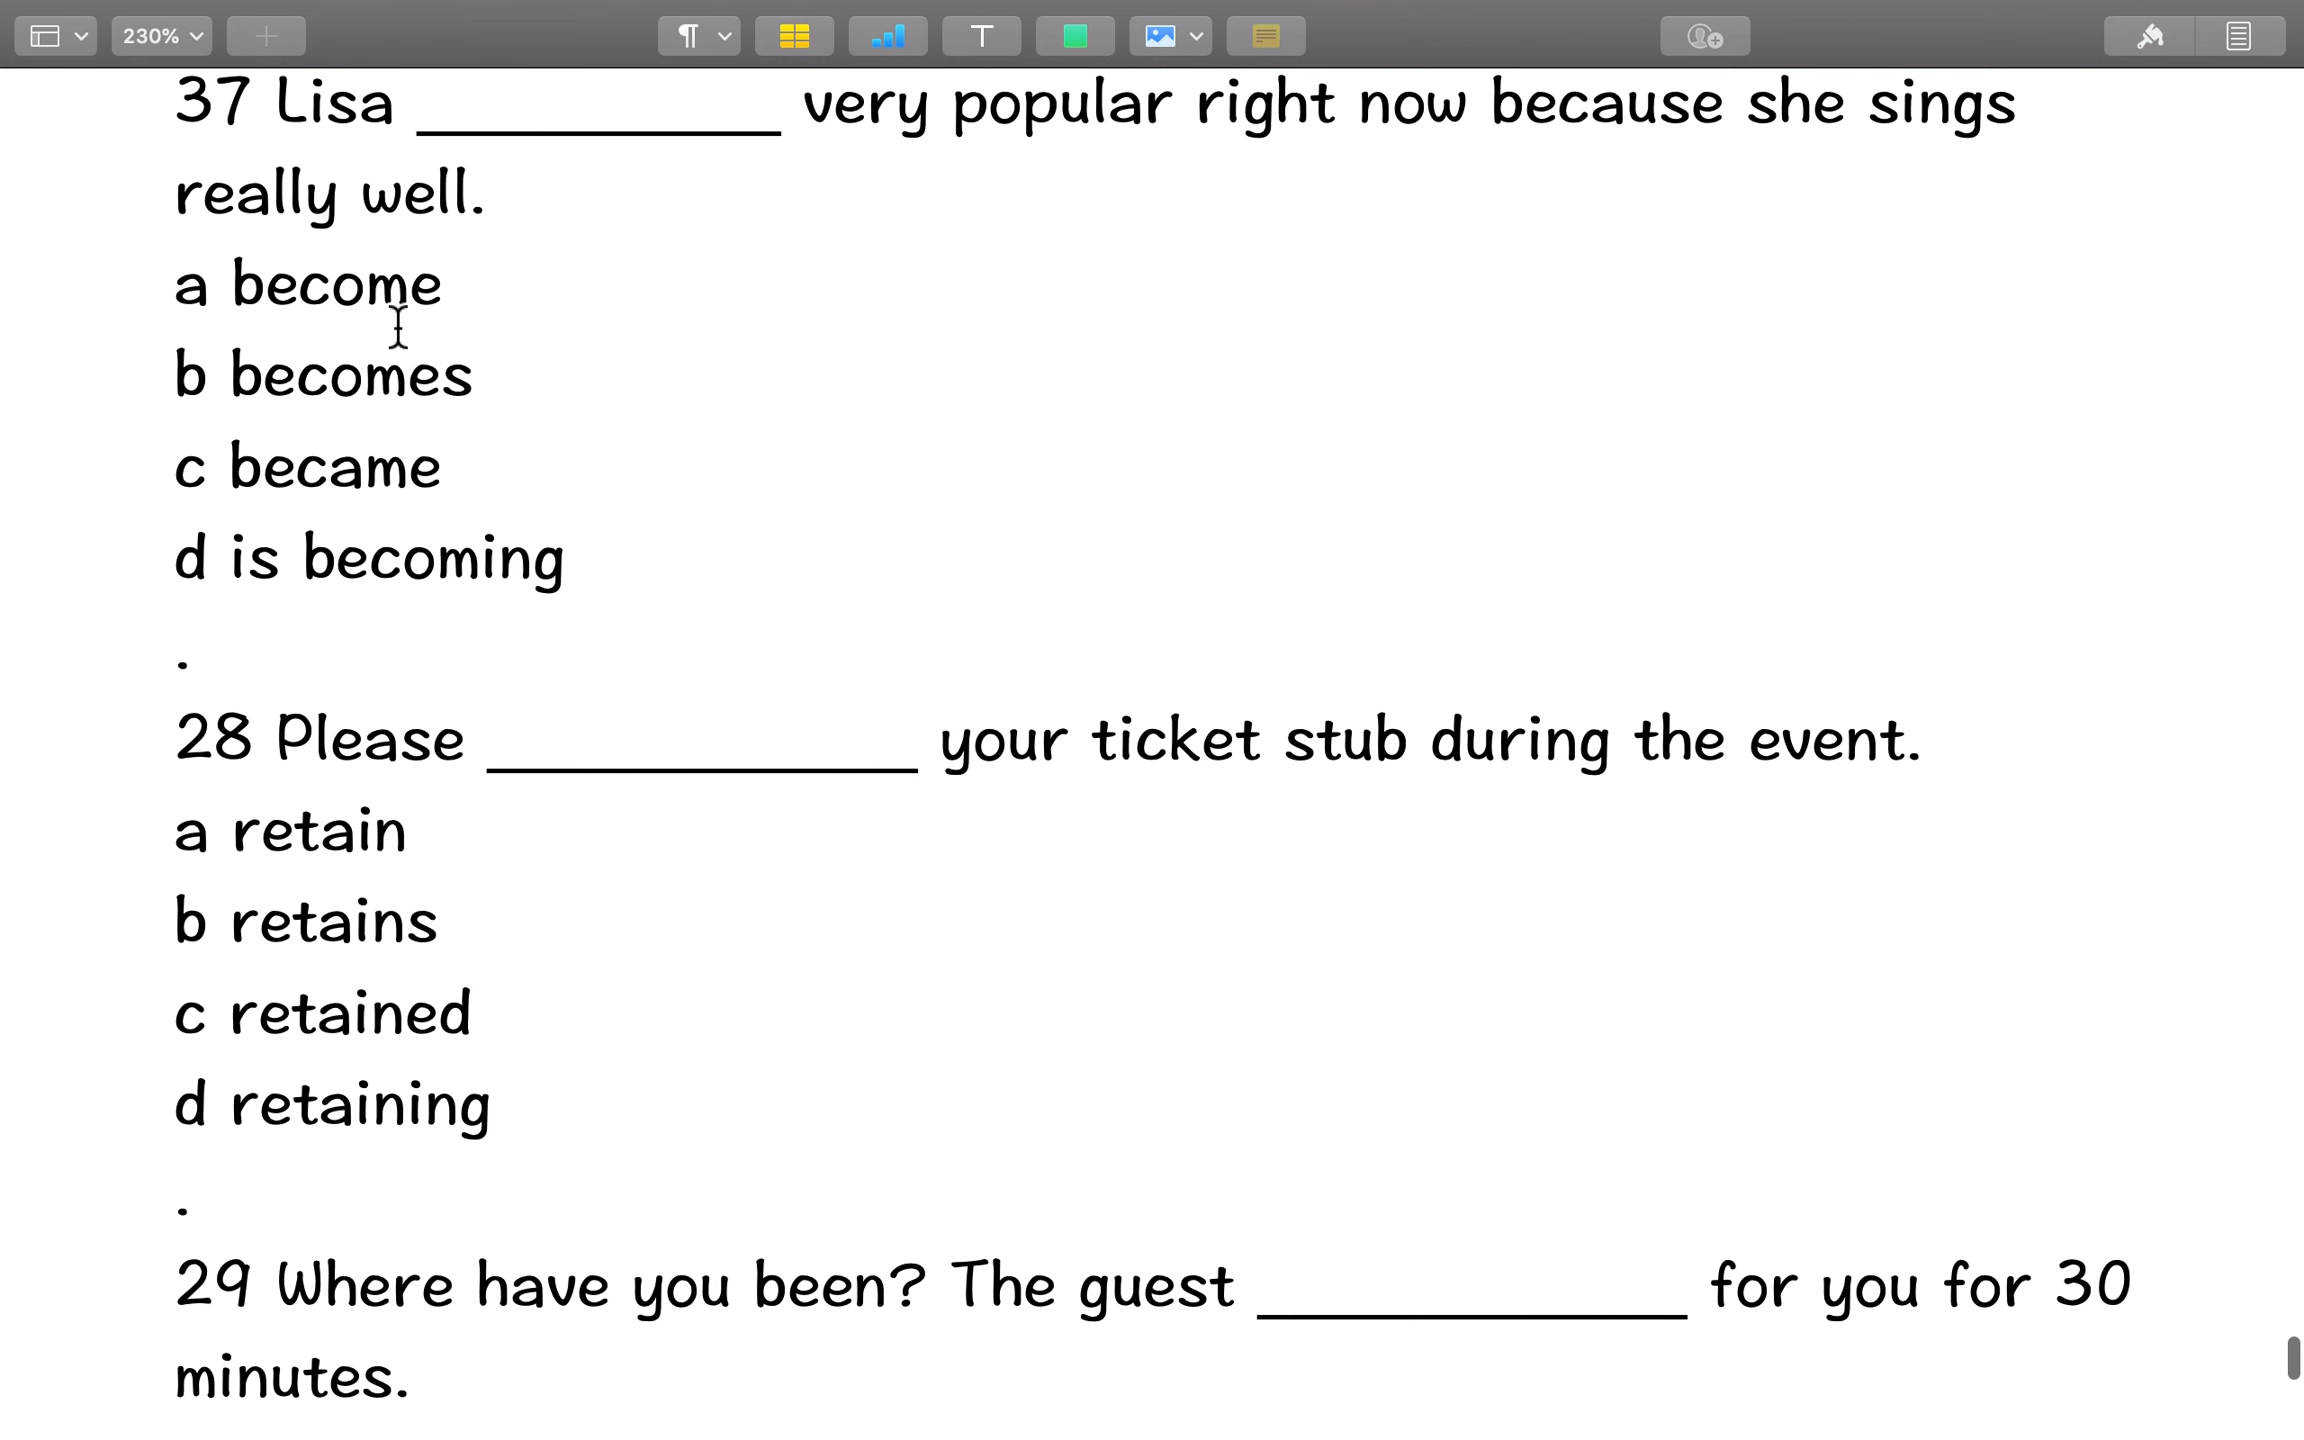 230%
37 Lisa ____________ very popular right now because she sings
really well.
a become
b becomes
c became
d is becoming
.
28 Please ______________ your ticket stub during the event.
a retain
b retains
c retained
d retaining
.
29 Where have you been? The guest ______________ for you for 30
minutes.